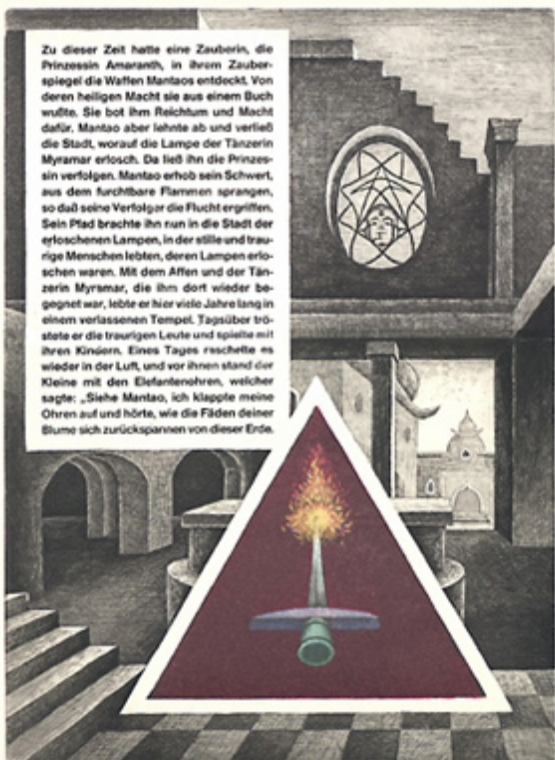 Zu dieser Zeit hatte eine Zauberin, die
Prinzessin Amaranth, in ihrem Zauber-
spiegel die Waffen Mantaos entdeckt. Von
deren heiligen Macht sie aus einem Buch
wußte. Sie bot ihm Reichtum und Macht
dafür, Mantao aber lehnte ab und verließ
die Stadt, worauf die Lampe der Tänzerin
Myramar erlosch. Da ließ ihn die Prinzes-
sin verfolgen. Mantao erhob sein Schwert,
aus dem furchtbare Flammen sprangen,
so daß seine Verfolger die Flucht ergriffen.
Sein Pfad brachte ihn nun in die Stadt der
erloschenen Lampen, in der stille und trau-
rige Menschen lebten, deren Lampen erlo-
schen waren. Mit dem Affen und der Tän-
zerin Myrsmar, die ihm dort wieder be-
gegnet war, lebte er hier viele Jahre lang in
einem verlassenen Tempel. Tagsüber trö-
stete er die traurigen Leute und spielte mit
ihren Kindern. Eines Tages raschelte es
wieder in der Luft, und vor ihnen stand der
Kleine mit den Elefantenohren, welcher
sagte: „Siehe Mantao, ich klappte meine
Ohren auf und hörte, wie die Fäden deiner
Blume sich zurückspannen von dieser Erde.